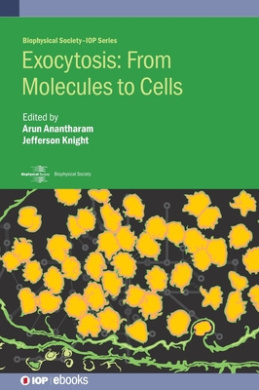 Biophysical Society–IOP Series
Exocytosis: From
Molecules to Cells
Edited by
Arun Anantharam
Jefferson Knight
Biophysical Society
IOP | ebooks